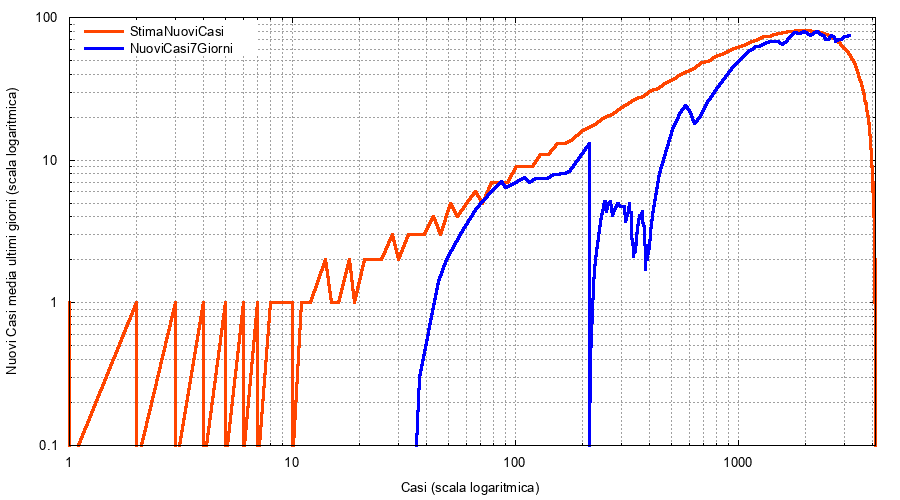 100
StimaNuoviCasi
NuoviCasi7Giorni
10
1
0.1
Nuovi Casi media ultimi giorni (scala logaritmica)
1
10
100
1000
Casi (scala logaritmica)